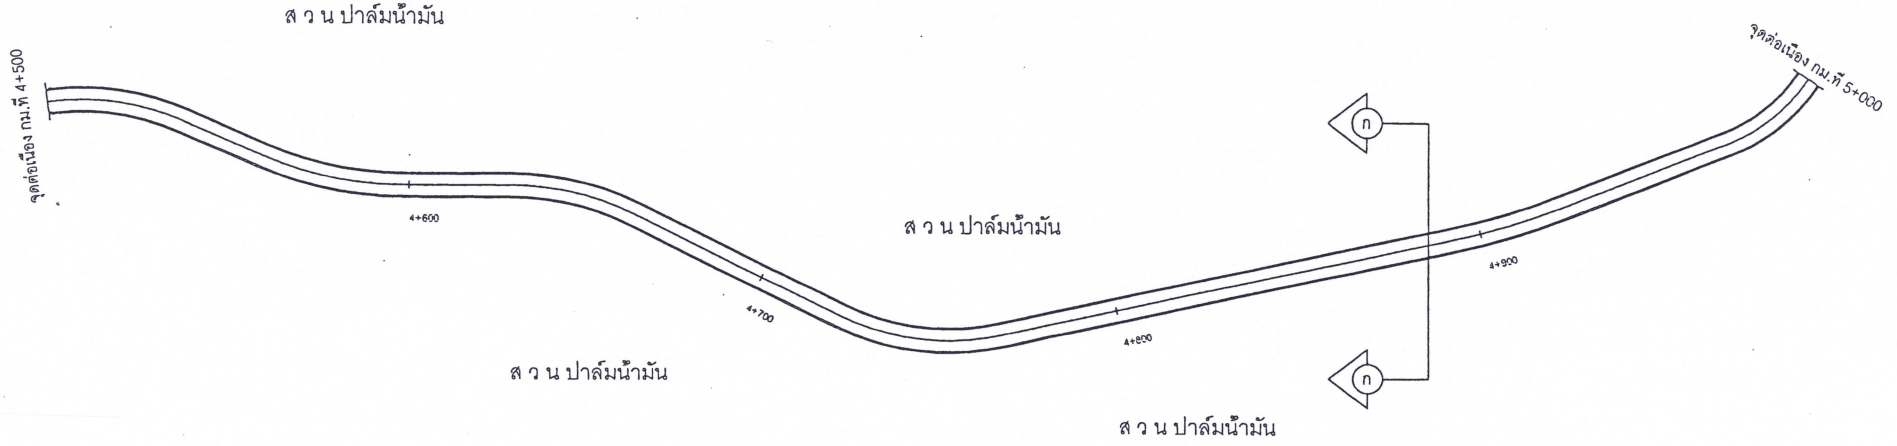 ส ว น ปาล์มน้ำมัน
จุดต่อเนื่อง กม.ที่ 4+500
จุดต่อเนื่อง กม.ที่ 5+000
ก
4+600
ส ว น ปาล์มน้ำมัน
4+900
4+700
4+800
ส ว น ปาล์มน้ำมัน
ก
ส ว น ปาล์มน้ำมัน